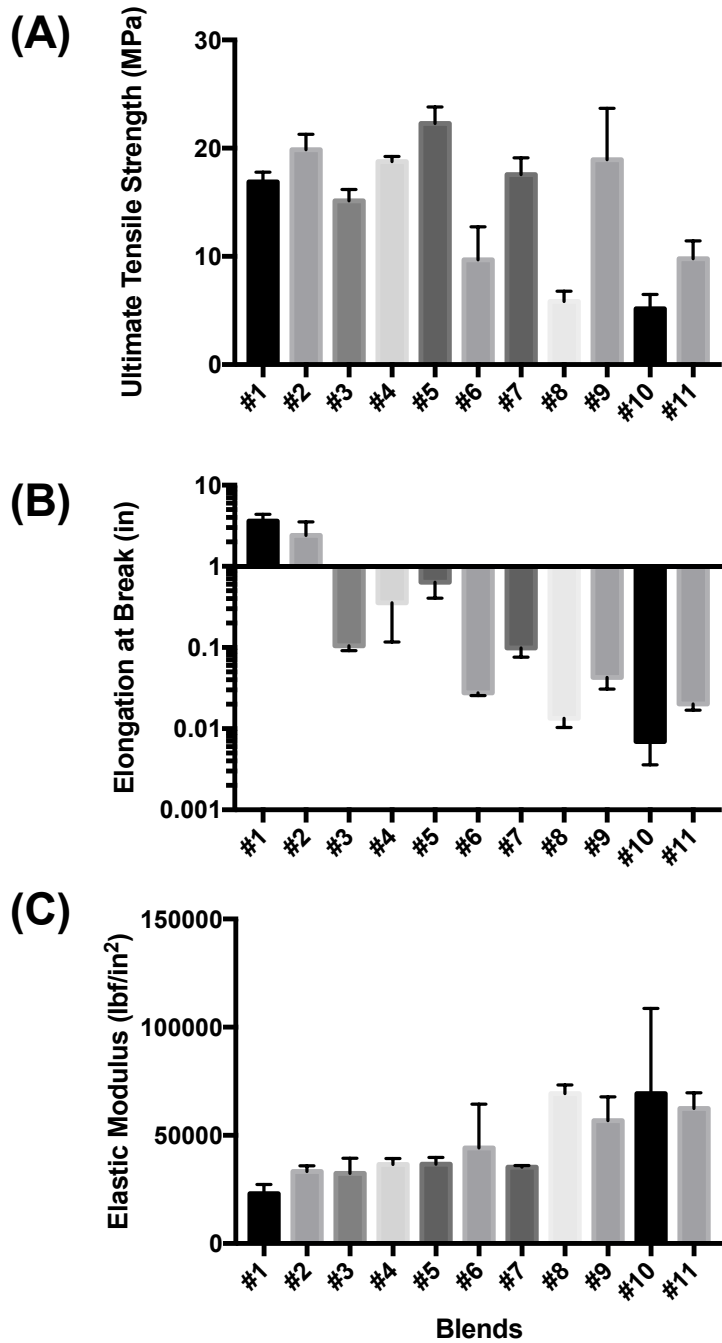 (A)
Ultimate Tensile Strength (MPa)
30
20
10
0
#1 #2 #3 #4 #5 #6 #7 #8 #9 #10 #11
(B)
Elongation at Break (in)
10
1
0.1
0.01
0.001
#1 #2 #3 #4 #5 #6 #7 #8 #9 #10 #11
(C)
Elastic Modulus (lbf/in²)
150000
100000
50000
0
#1 #2 #3 #4 #5 #6 #7 #8 #9 #10 #11
Blends